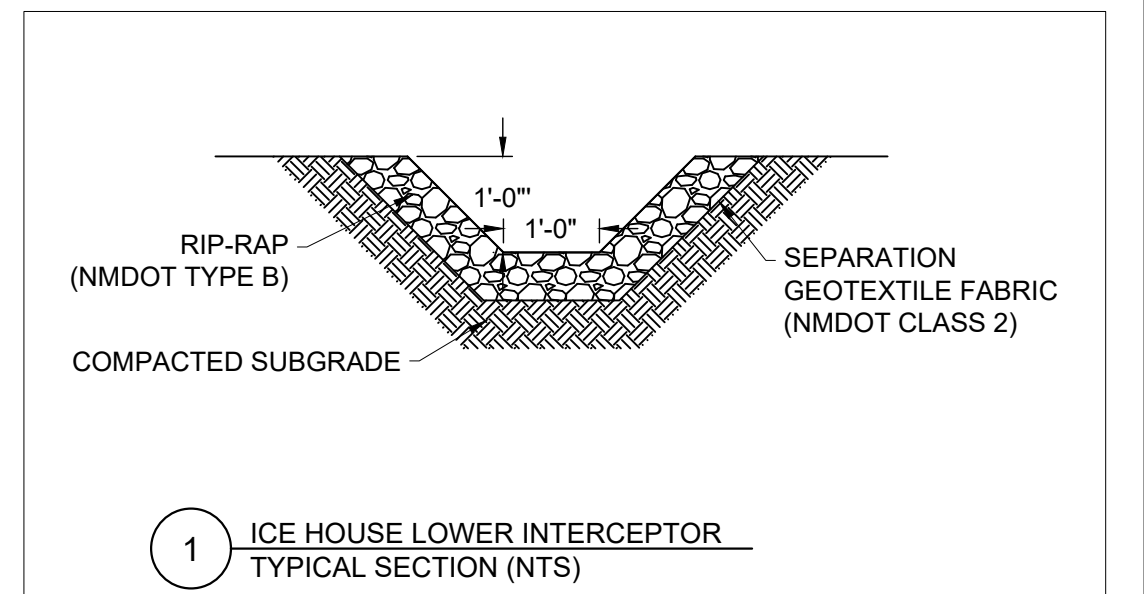 1'-0"'
1'-0"
RIP-RAP
(NMDOT TYPE B)
SEPARATION
GEOTEXTILE FABRIC
(NMDOT CLASS 2)
COMPACTED SUBGRADE
1
ICE HOUSE LOWER INTERCEPTOR
TYPICAL SECTION (NTS)